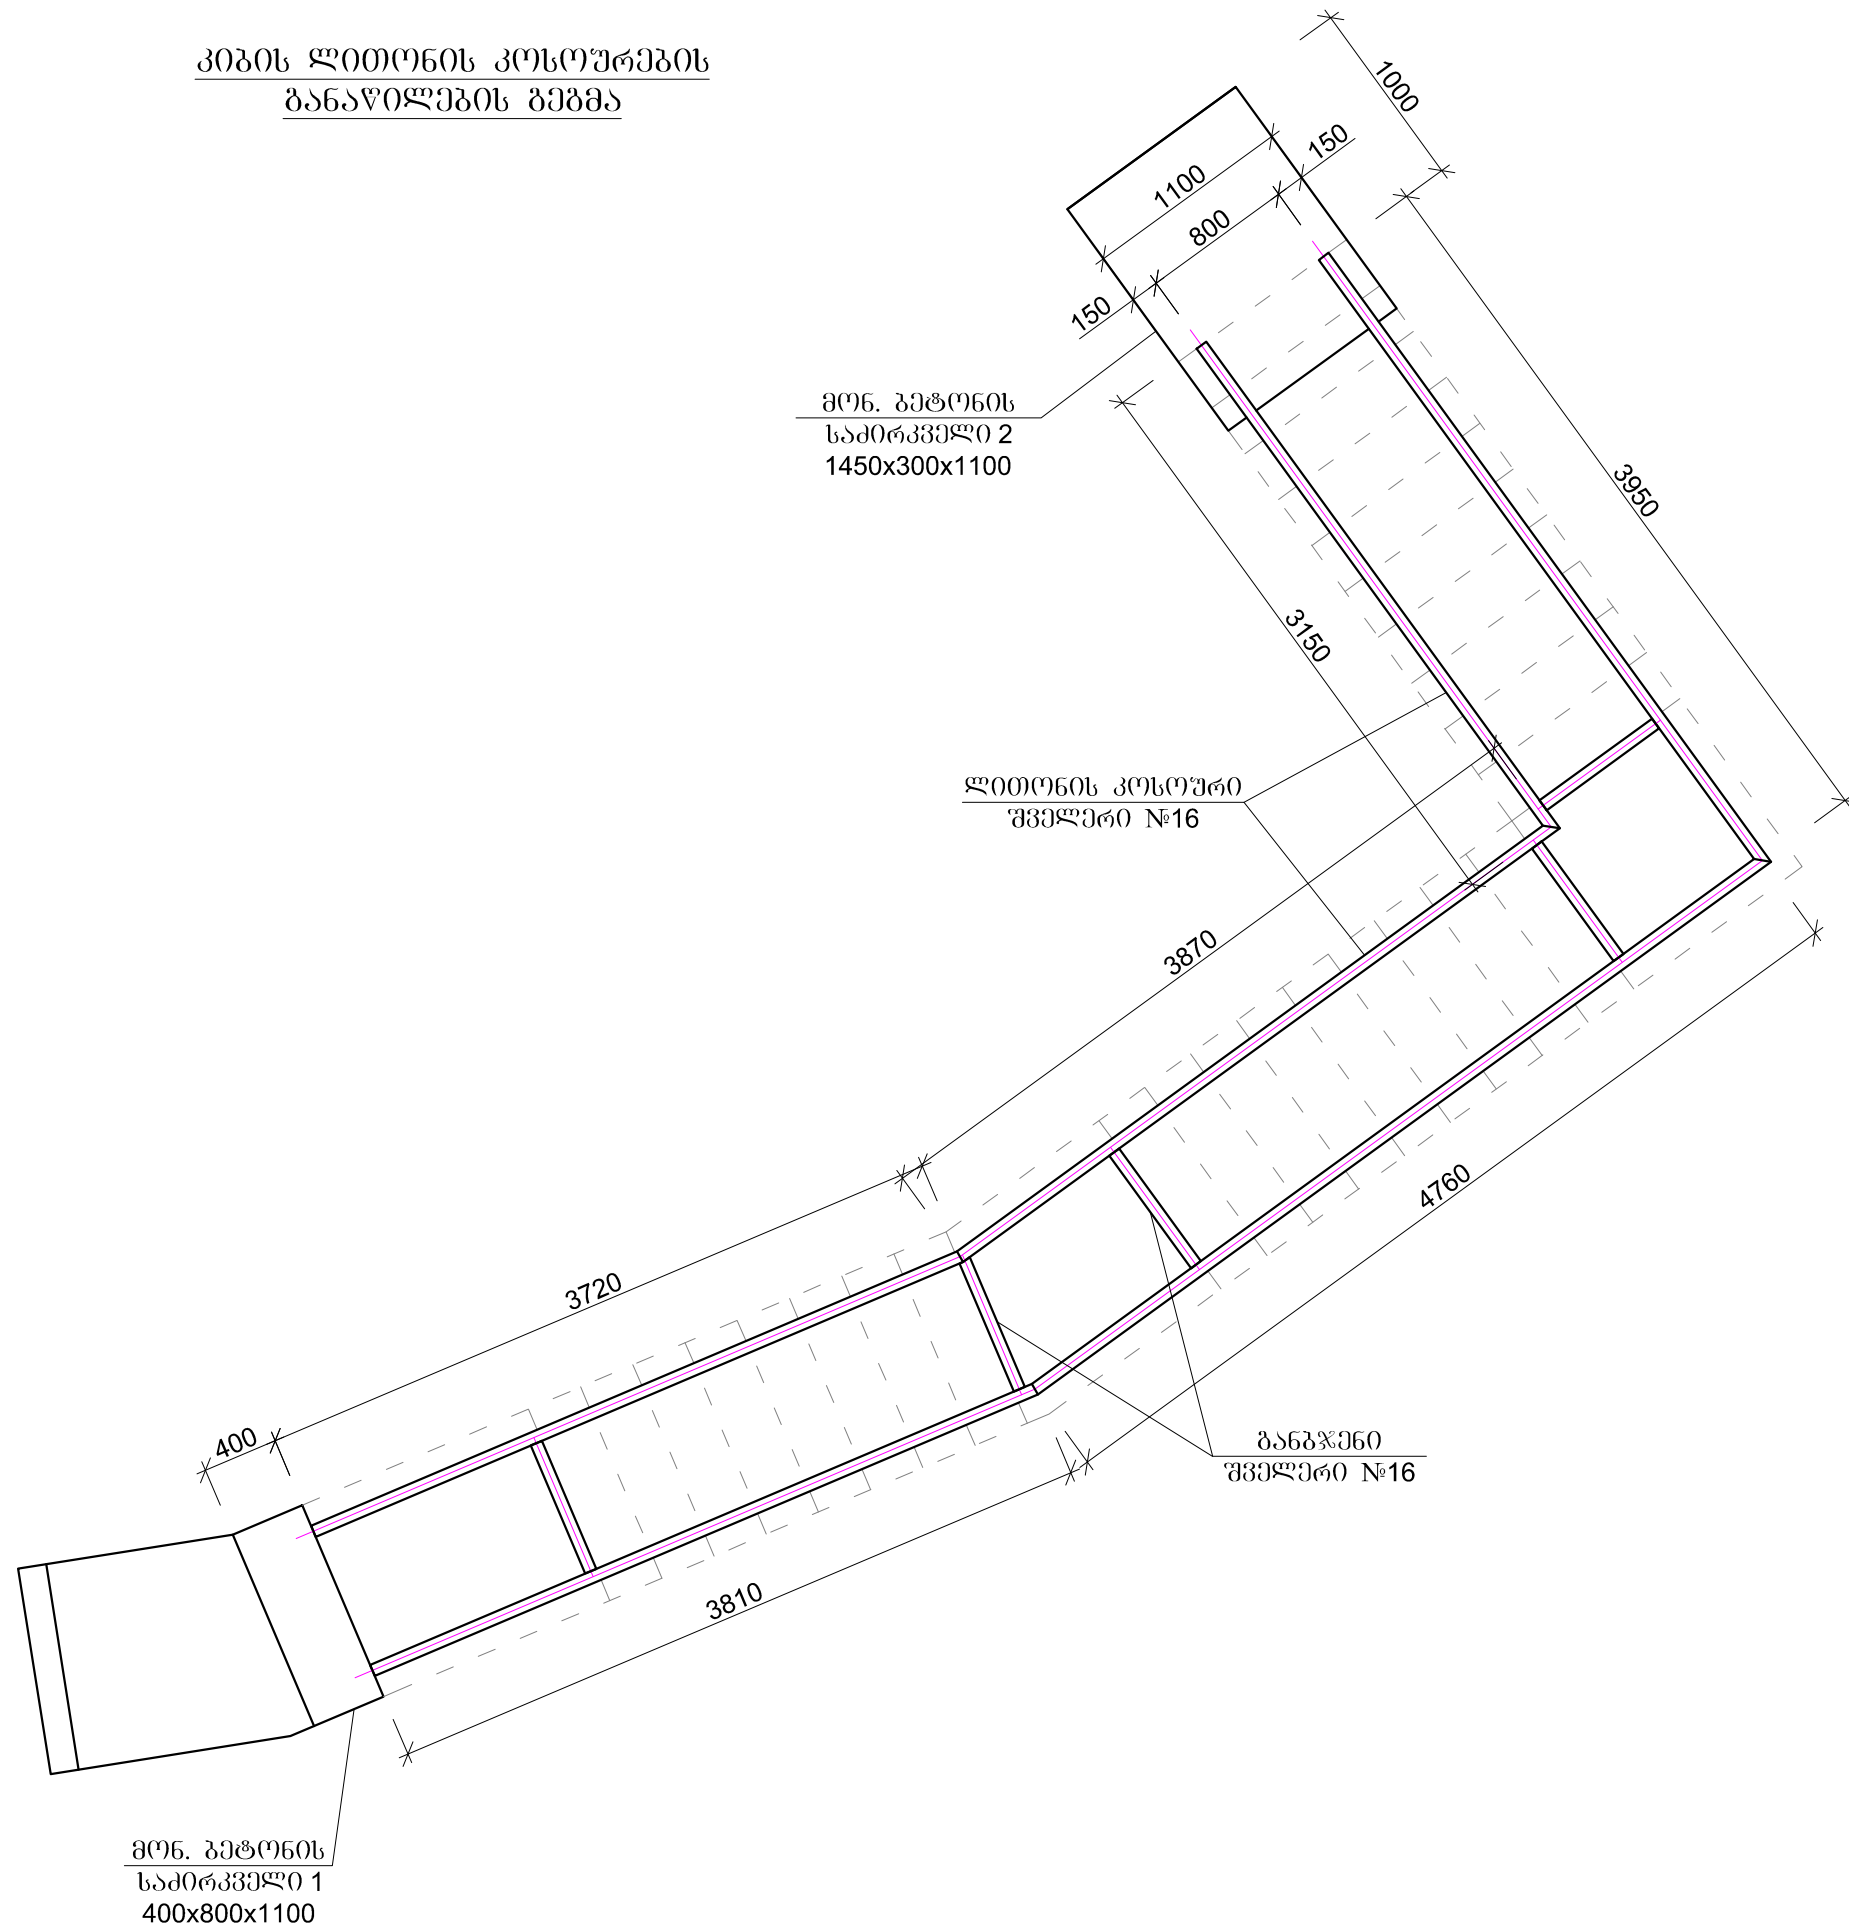 კიბის ლითონის კოსოურების
განაწილების გეგმა
1000
150
1100
800
150
მონ. ბეტონის
საძირკველი 2
1450x300x1100
3950
3150
ლითონის კოსოური
შველერი №16
3870
4760
3720
400
განბჯენი
შველერი №16
3810
მონ. ბეტონის
საძირკველი 1
400x800x1100